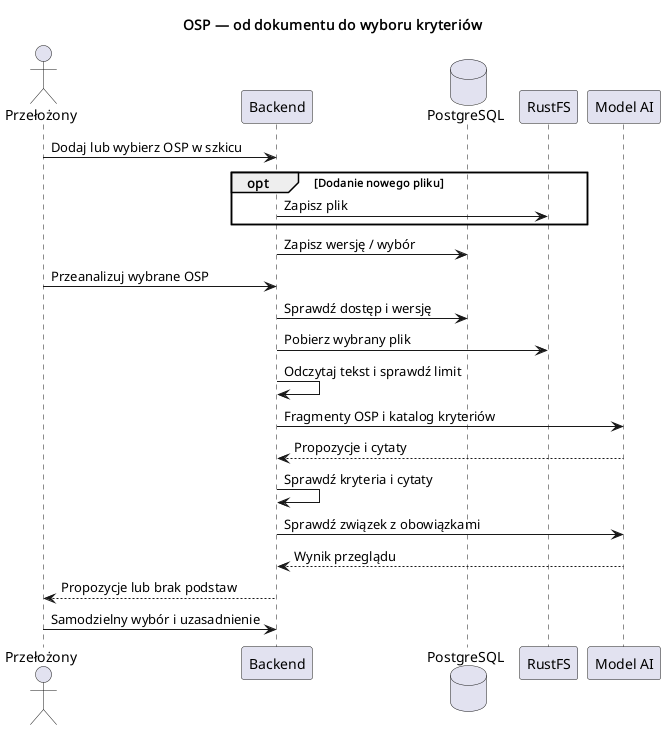 OSP — od dokumentu do wyboru kryteriów
Przełożony
Backend
PostgreSQL
RustFS
Model AI
Dodaj lub wybierz OSP w szkicu
opt
[Dodanie nowego pliku]
Zapisz plik
Zapisz wersję / wybór
Przeanalizuj wybrane OSP
Sprawdź dostęp i wersję
Pobierz wybrany plik
Odczytaj tekst i sprawdź limit
Fragmenty OSP i katalog kryteriów
Propozycje i cytaty
Sprawdź kryteria i cytaty
Sprawdź związek z obowiązkami
Wynik przeglądu
Propozycje lub brak podstaw
Samodzielny wybór i uzasadnienie
Przełożony
Backend
PostgreSQL
RustFS
Model AI